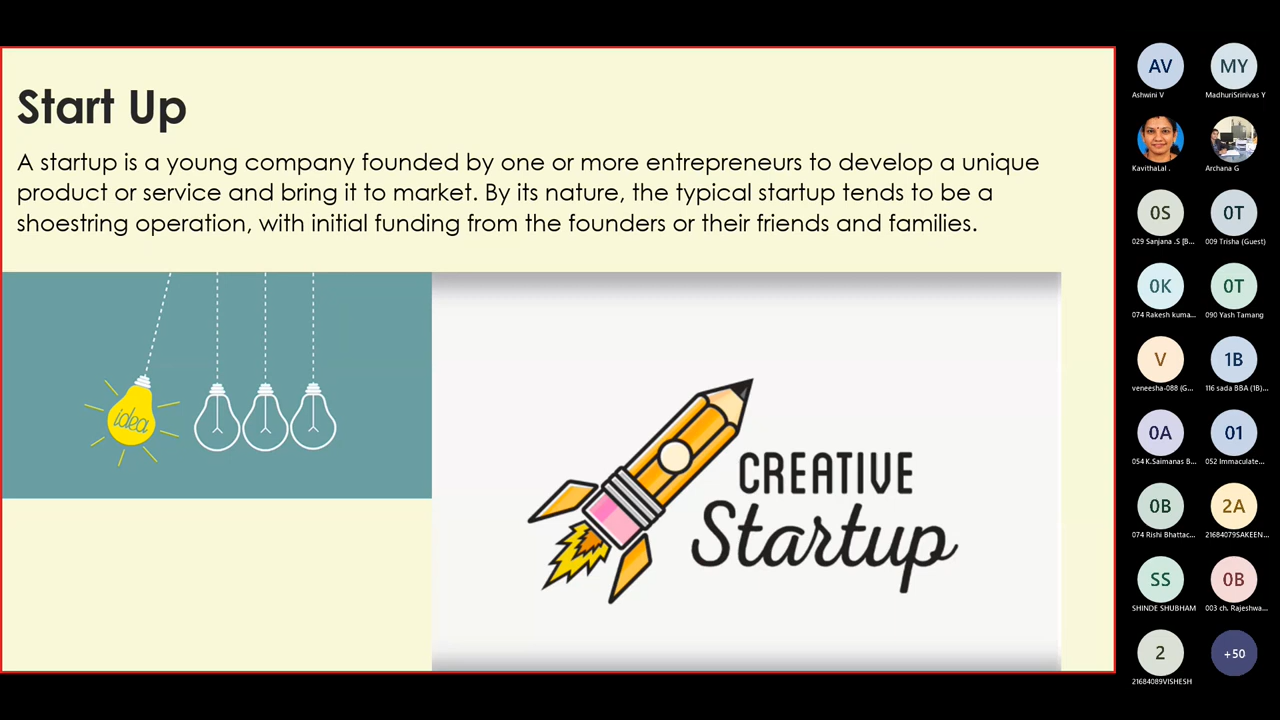 Start Up
A startup is a young company founded by one or more entrepreneurs to develop a unique
product or service and bring it to market. By its nature, the typical startup tends to be a
shoestring operation, with initial funding from the founders or their friends and families.
idea
CREATIVE
Startup
AV
MY
Ashwini V
MadhuriSrinivas Y
KavithaLal .
Archana G
0S
0T
029 Sanjana .S [B...
009 Trisha (Guest)
0K
0T
074 Rakesh kuma...
090 Yash Tamang
V
1B
veneesha-088 (G...
116 sada BBA (1B)...
0A
01
054 K.Saimanas B...
052 Immaculate...
0B
2A
074 Rishi Bhattac...
21684079SAKEEN...
SS
0B
SHINDE SHUBHAM
003 ch. Rajeshwa...
2
+50
21684089VISHESH